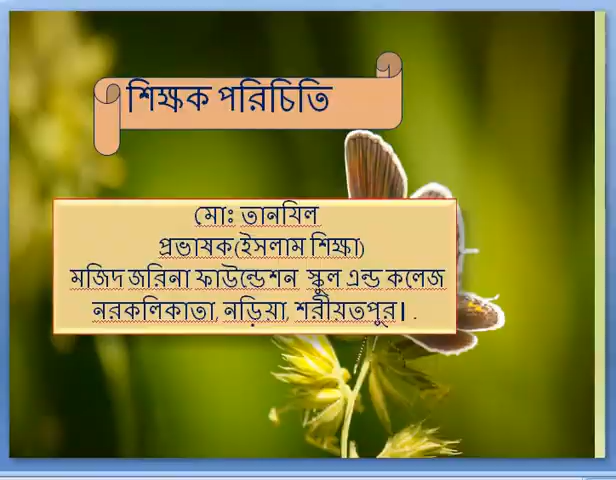 শিক্ষক পরিচিতি
মোঃ তানযিল
প্রভাষক(ইসলাম শিক্ষা)
মজিদ জরিনা ফাউন্ডেশন স্কুল এন্ড কলেজ
নরকলিকাতা, নড়িয়া, শরীয়তপুর। .